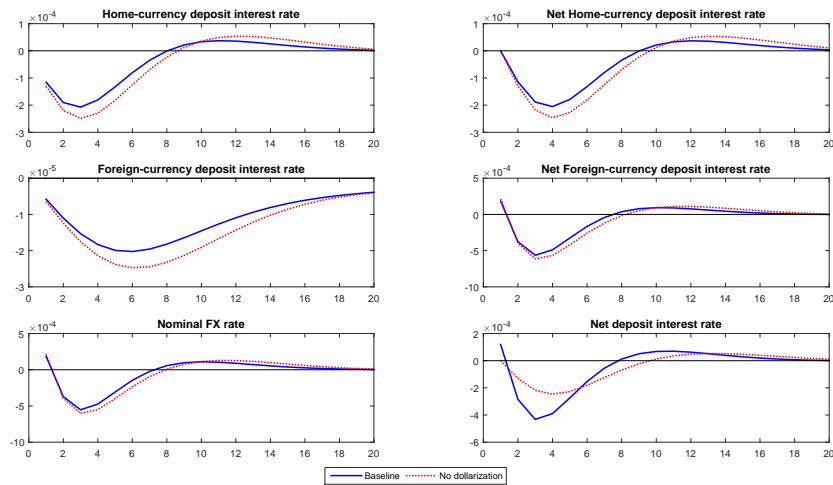 Home-currency deposit interest rate
×10⁻⁴
1
0
-1
-2
-3
0 2 4 6 8 10 12 14 16 18 20
Net Home-currency deposit interest rate
×10⁻⁴
1
0
-1
-2
-3
0 2 4 6 8 10 12 14 16 18 20
Foreign-currency deposit interest rate
×10⁻⁵
0
-1
-2
-3
0 2 4 6 8 10 12 14 16 18 20
Net Foreign-currency deposit interest rate
×10⁻⁴
5
0
-5
-10
0 2 4 6 8 10 12 14 16 18 20
Nominal FX rate
×10⁻⁴
5
0
-5
-10
0 2 4 6 8 10 12 14 16 18 20
Net deposit interest rate
×10⁻⁴
2
0
-2
-4
-6
0 2 4 6 8 10 12 14 16 18 20
Baseline No dollarization